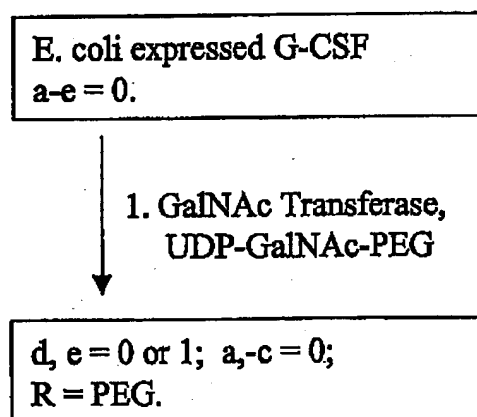 E. coli expressed G-CSF
a-e = 0.
1. GalNAc Transferase,
UDP-GalNAc-PEG
d, e = 0 or 1; a,-c = 0;
R = PEG.